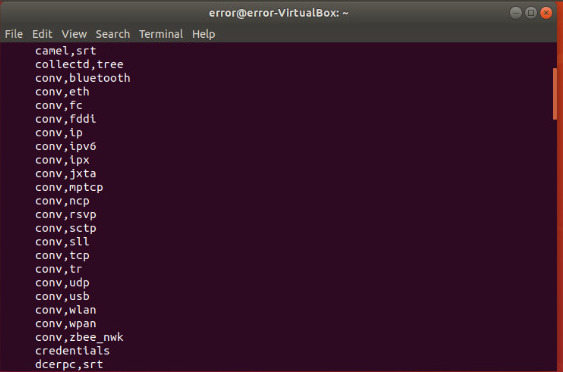 error@error-VirtualBox: ~
File Edit View Search Terminal Help
camel,srt
collectd,tree
conv,bluetooth
conv,eth
conv,fc
conv,fddi
conv,ip
conv,ipv6
conv,ipx
conv,jxta
conv,mptcp
conv,ncp
conv,rsvp
conv,sctp
conv,sll
conv,tcp
conv,tr
conv,udp
conv,usb
conv,wlan
conv,wpan
conv,zbee_nwk
credentials
dcerpc,srt